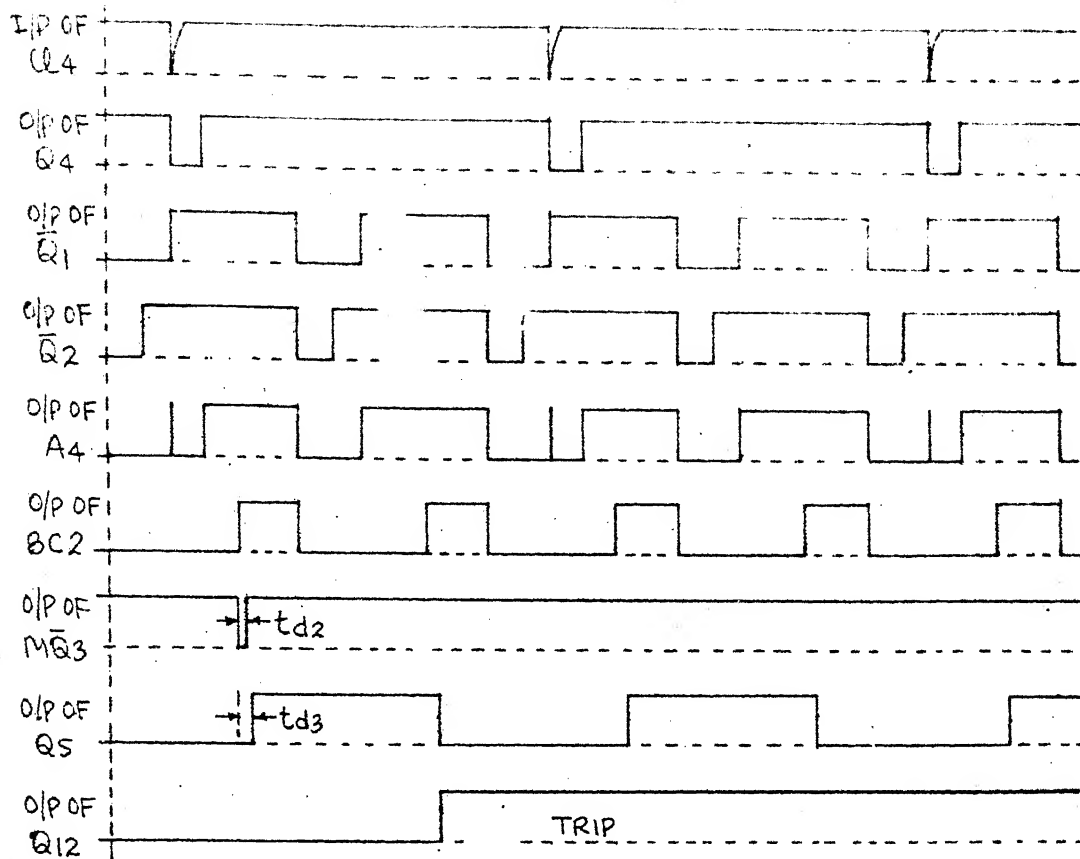 I/P OF
CL4
O/P OF
Q4
O/P OF
Q̅1
O/P OF
Q̅2
O/P OF
A4
O/P OF
BC2
O/P OF
MQ̅3
td2
O/P OF
Q5
td3
O/P OF
Q12
TRIP